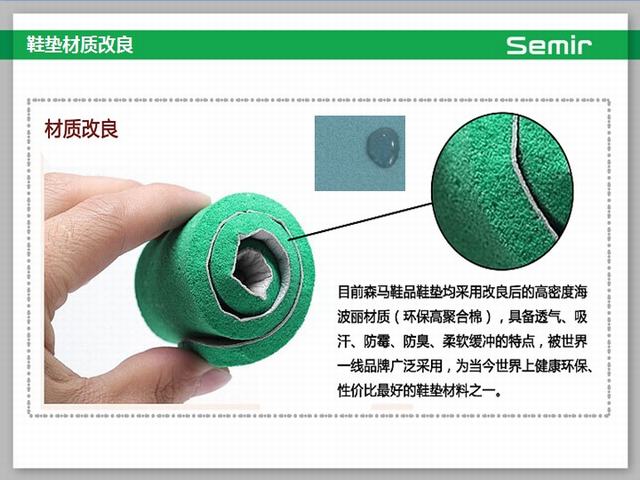 鞋垫材质改良
Semir
材质改良
目前森马鞋品鞋垫均采用改良后的高密度海
波丽材质（环保高聚合棉），具备透气、吸
汗、防霉、防臭、柔软缓冲的特点，被世界
一线品牌广泛采用，为当今世界上健康环保、
性价比最好的鞋垫材料之一。